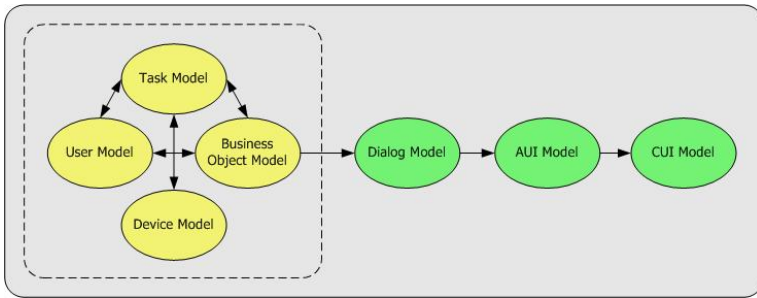 Task Model
User Model
Business
Object Model
Device Model
Dialog Model
AUI Model
CUI Model